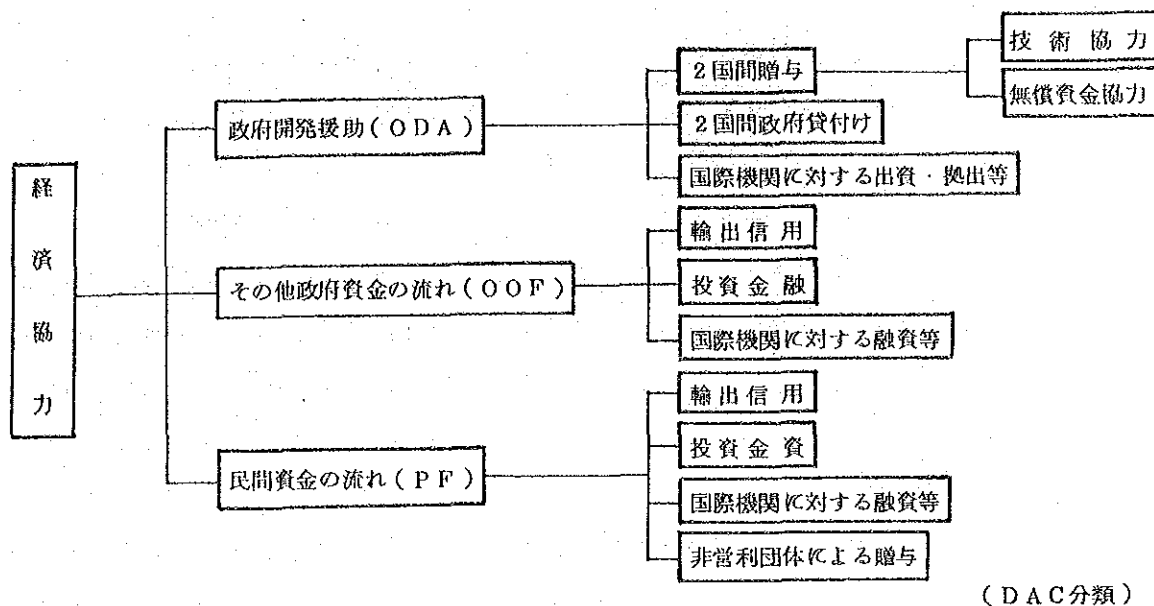 経済協力
政府開発援助(ODA)
2国間贈与
技術協力
無償資金協力
2国間政府貸付け
国際機関に対する出資・拠出等
その他政府資金の流れ(OOF)
輸出信用
投資金融
国際機関に対する融資等
民間資金の流れ(PF)
輸出信用
投資金資
国際機関に対する融資等
非営利団体による贈与
(DAC分類)